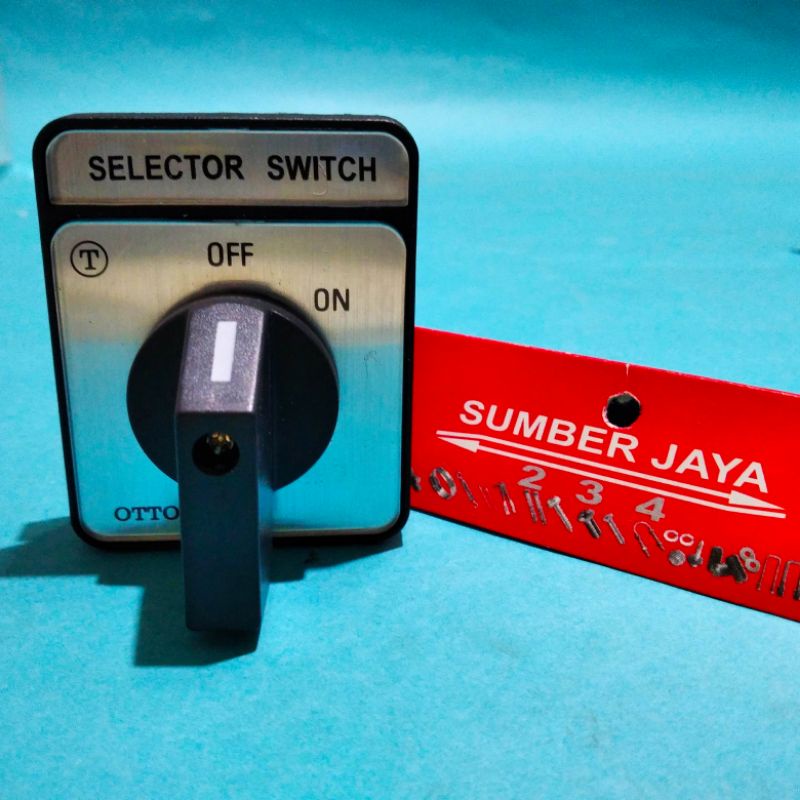 SELECTOR SWITCH
T
OFF
ON
OTTO
SUMBER JAYA
2 3 4